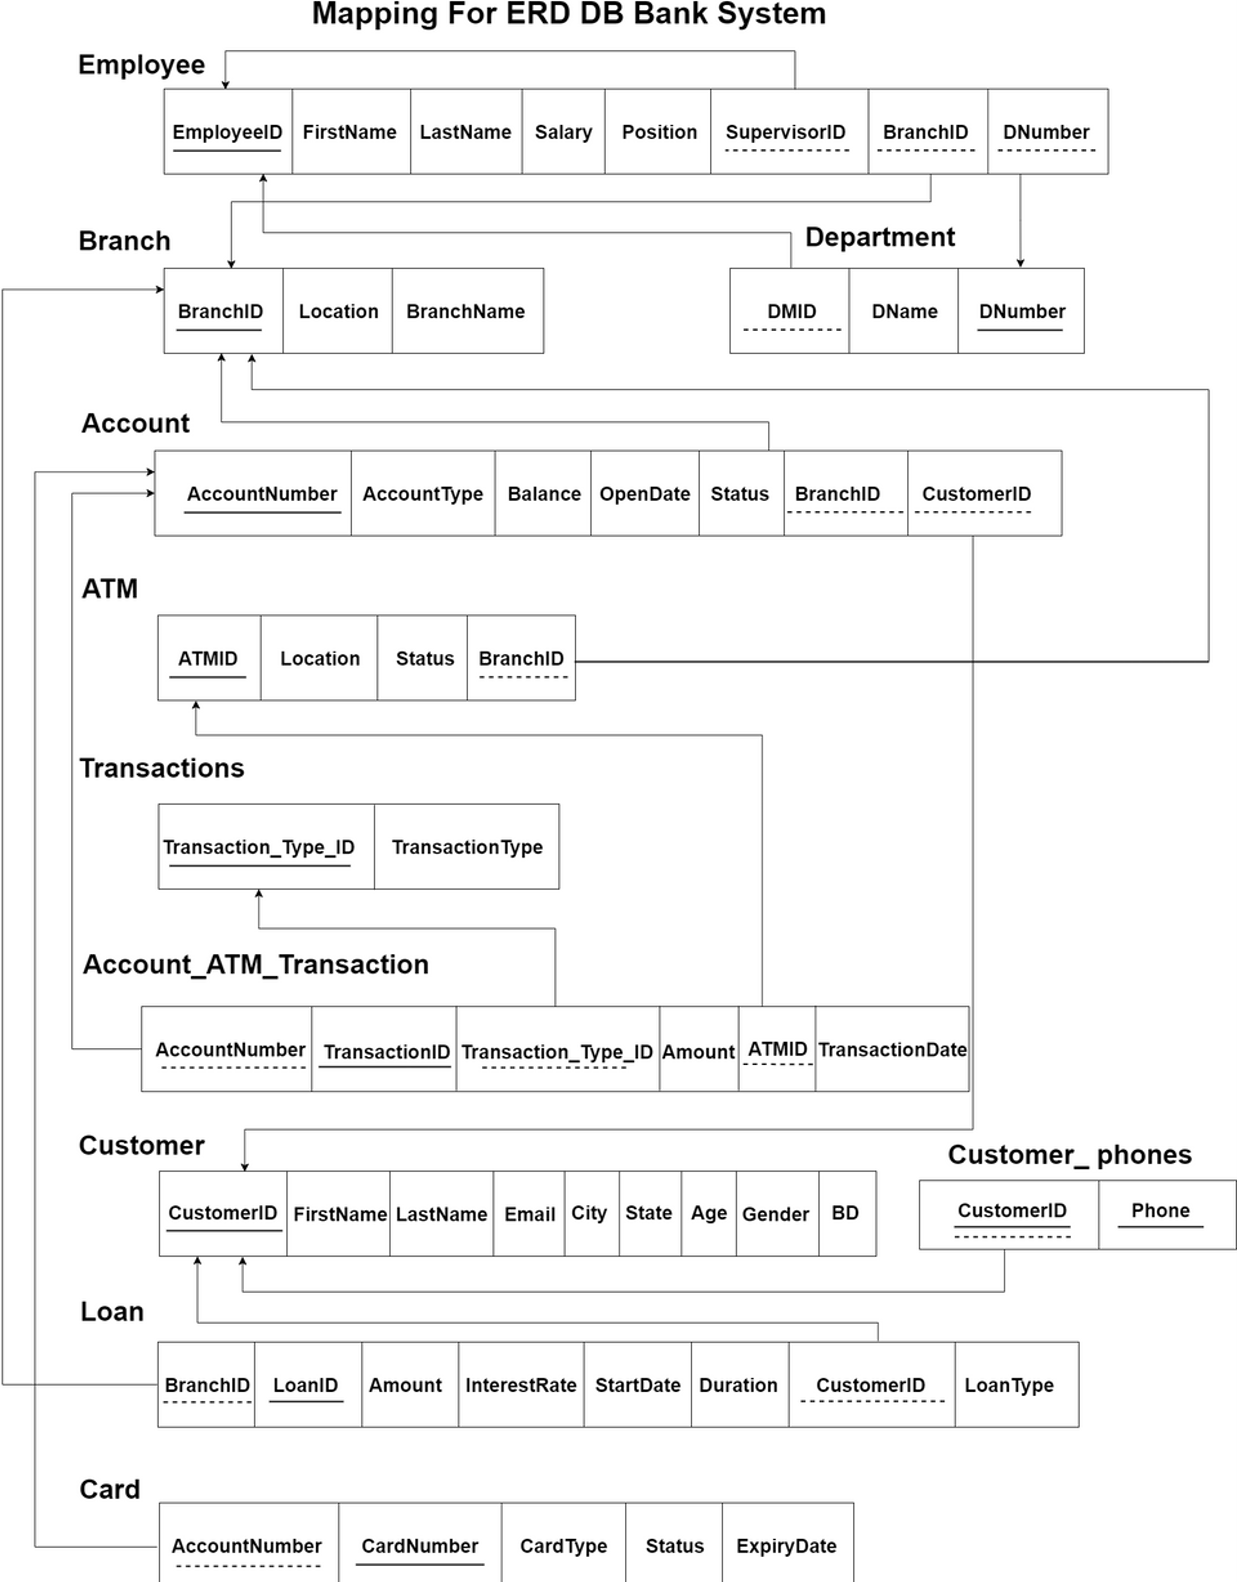 Mapping For ERD DB Bank System
Employee
EmployeeID FirstName LastName Salary Position SupervisorID BranchID DNumber
Branch
Department
BranchID Location BranchName
DMID DName DNumber
Account
AccountNumber AccountType Balance OpenDate Status BranchID CustomerID
ATM
ATMID Location Status BranchID
Transactions
Transaction_Type_ID TransactionType
Account_ATM_Transaction
AccountNumber TransactionID Transaction_Type_ID Amount ATMID TransactionDate
Customer
Customer_ phones
CustomerID FirstName LastName Email City State Age Gender BD
CustomerID Phone
Loan
BranchID LoanID Amount InterestRate StartDate Duration CustomerID LoanType
Card
AccountNumber CardNumber CardType Status ExpiryDate